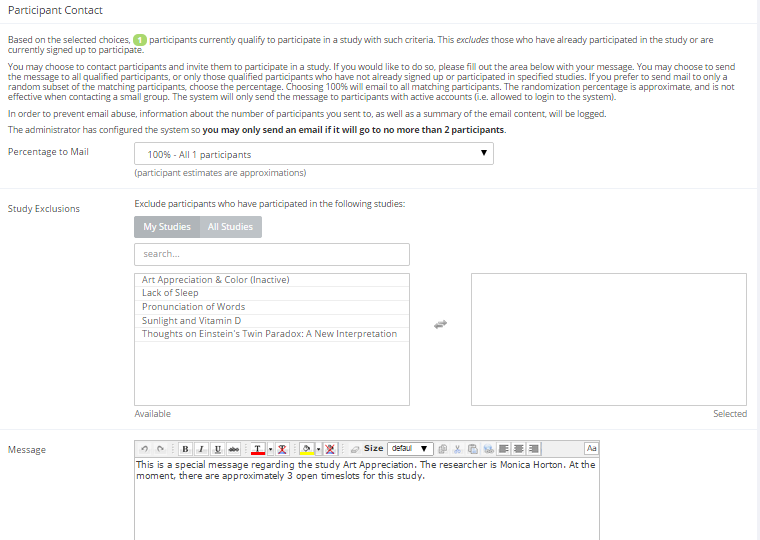 Participant Contact
Based on the selected choices, 1 participants currently qualify to participate in a study with such criteria. This excludes those who have already participated in the study or are
currently signed up to participate.
You may choose to contact participants and invite them to participate in a study. If you would like to do so, please fill out the area below with your message. You may choose to send
the message to all qualified participants, or only those qualified participants who have not already signed up or participated in specified studies. If you prefer to send mail to only a
random subset of the matching participants, choose the percentage. Choosing 100% will email to all matching participants. The randomization percentage is approximate, and is not
effective when contacting a small group. The system will only send the message to participants with active accounts (i.e. allowed to login to the system).
In order to prevent email abuse, information about the number of participants you sent to, as well as a summary of the email content, will be logged.
The administrator has configured the system so you may only send an email if it will go to no more than 2 participants.
Percentage to Mail
100% - All 1 participants
(participant estimates are approximations)
Study Exclusions
Exclude participants who have participated in the following studies:
My Studies All Studies
search...
Art Appreciation & Color (Inactive)
Lack of Sleep
Pronunciation of Words
Sunlight and Vitamin D
Thoughts on Einstein's Twin Paradox: A New Interpretation
Available Selected
Message
B I U abc T Size defaul Aa
This is a special message regarding the study Art Appreciation. The researcher is Monica Horton. At the
moment, there are approximately 3 open timeslots for this study.